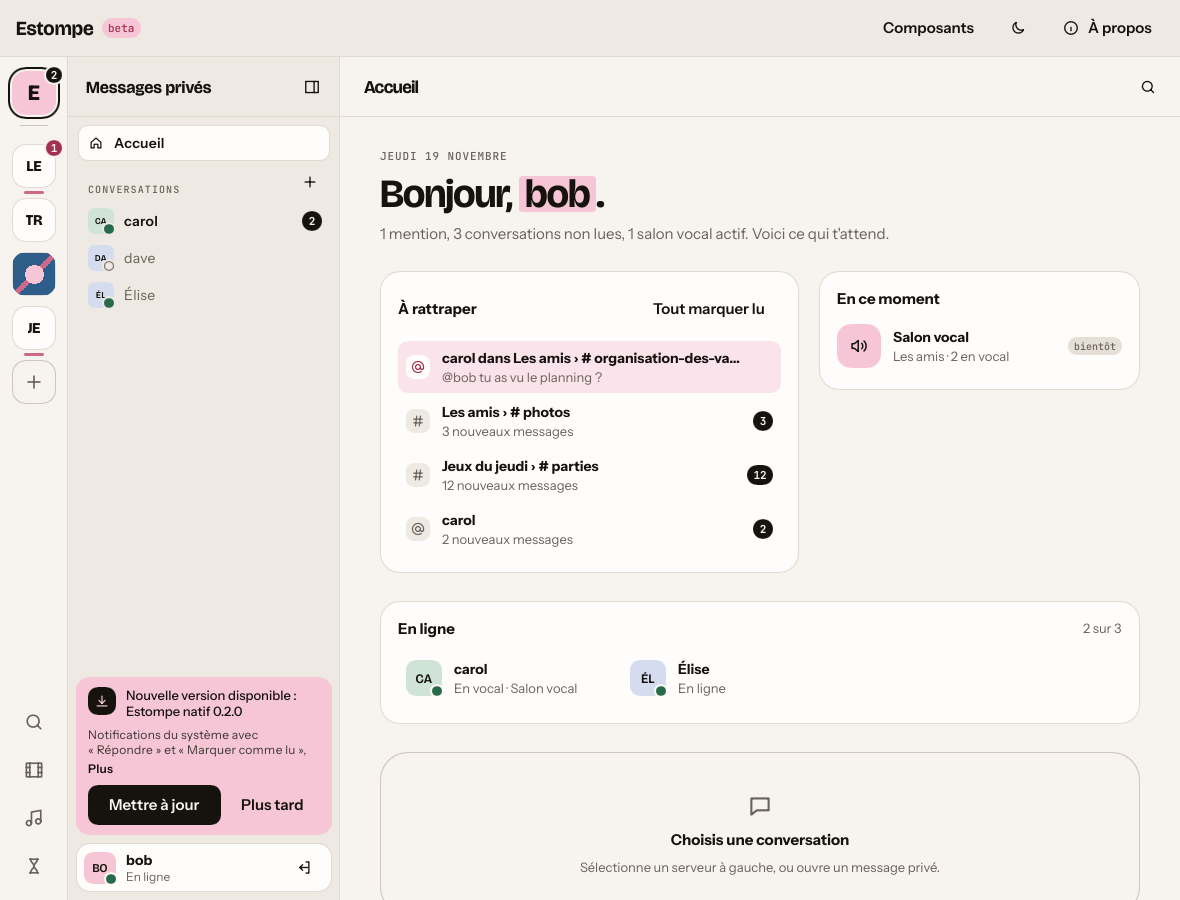 Estompe beta
Composants
À propos
E
2
LE
1
TR
JE
Messages privés
Accueil
CONVERSATIONS
CA
carol
2
DA
dave
ÉL
Élise
Nouvelle version disponible :
Estompe natif 0.2.0
Notifications du système avec
« Répondre » et « Marquer comme lu »,
Plus
Mettre à jour
Plus tard
BO
bob
En ligne
Accueil
JEUDI 19 NOVEMBRE
Bonjour, bob.
1 mention, 3 conversations non lues, 1 salon vocal actif. Voici ce qui t'attend.
À rattraper
Tout marquer lu
carol dans Les amis › # organisation-des-va…
@bob tu as vu le planning ?
Les amis › # photos
3 nouveaux messages
3
Jeux du jeudi › # parties
12 nouveaux messages
12
carol
2 nouveaux messages
2
En ce moment
Salon vocal
Les amis · 2 en vocal
bientôt
En ligne
2 sur 3
CA
carol
En vocal · Salon vocal
ÉL
Élise
En ligne
Choisis une conversation
Sélectionne un serveur à gauche, ou ouvre un message privé.